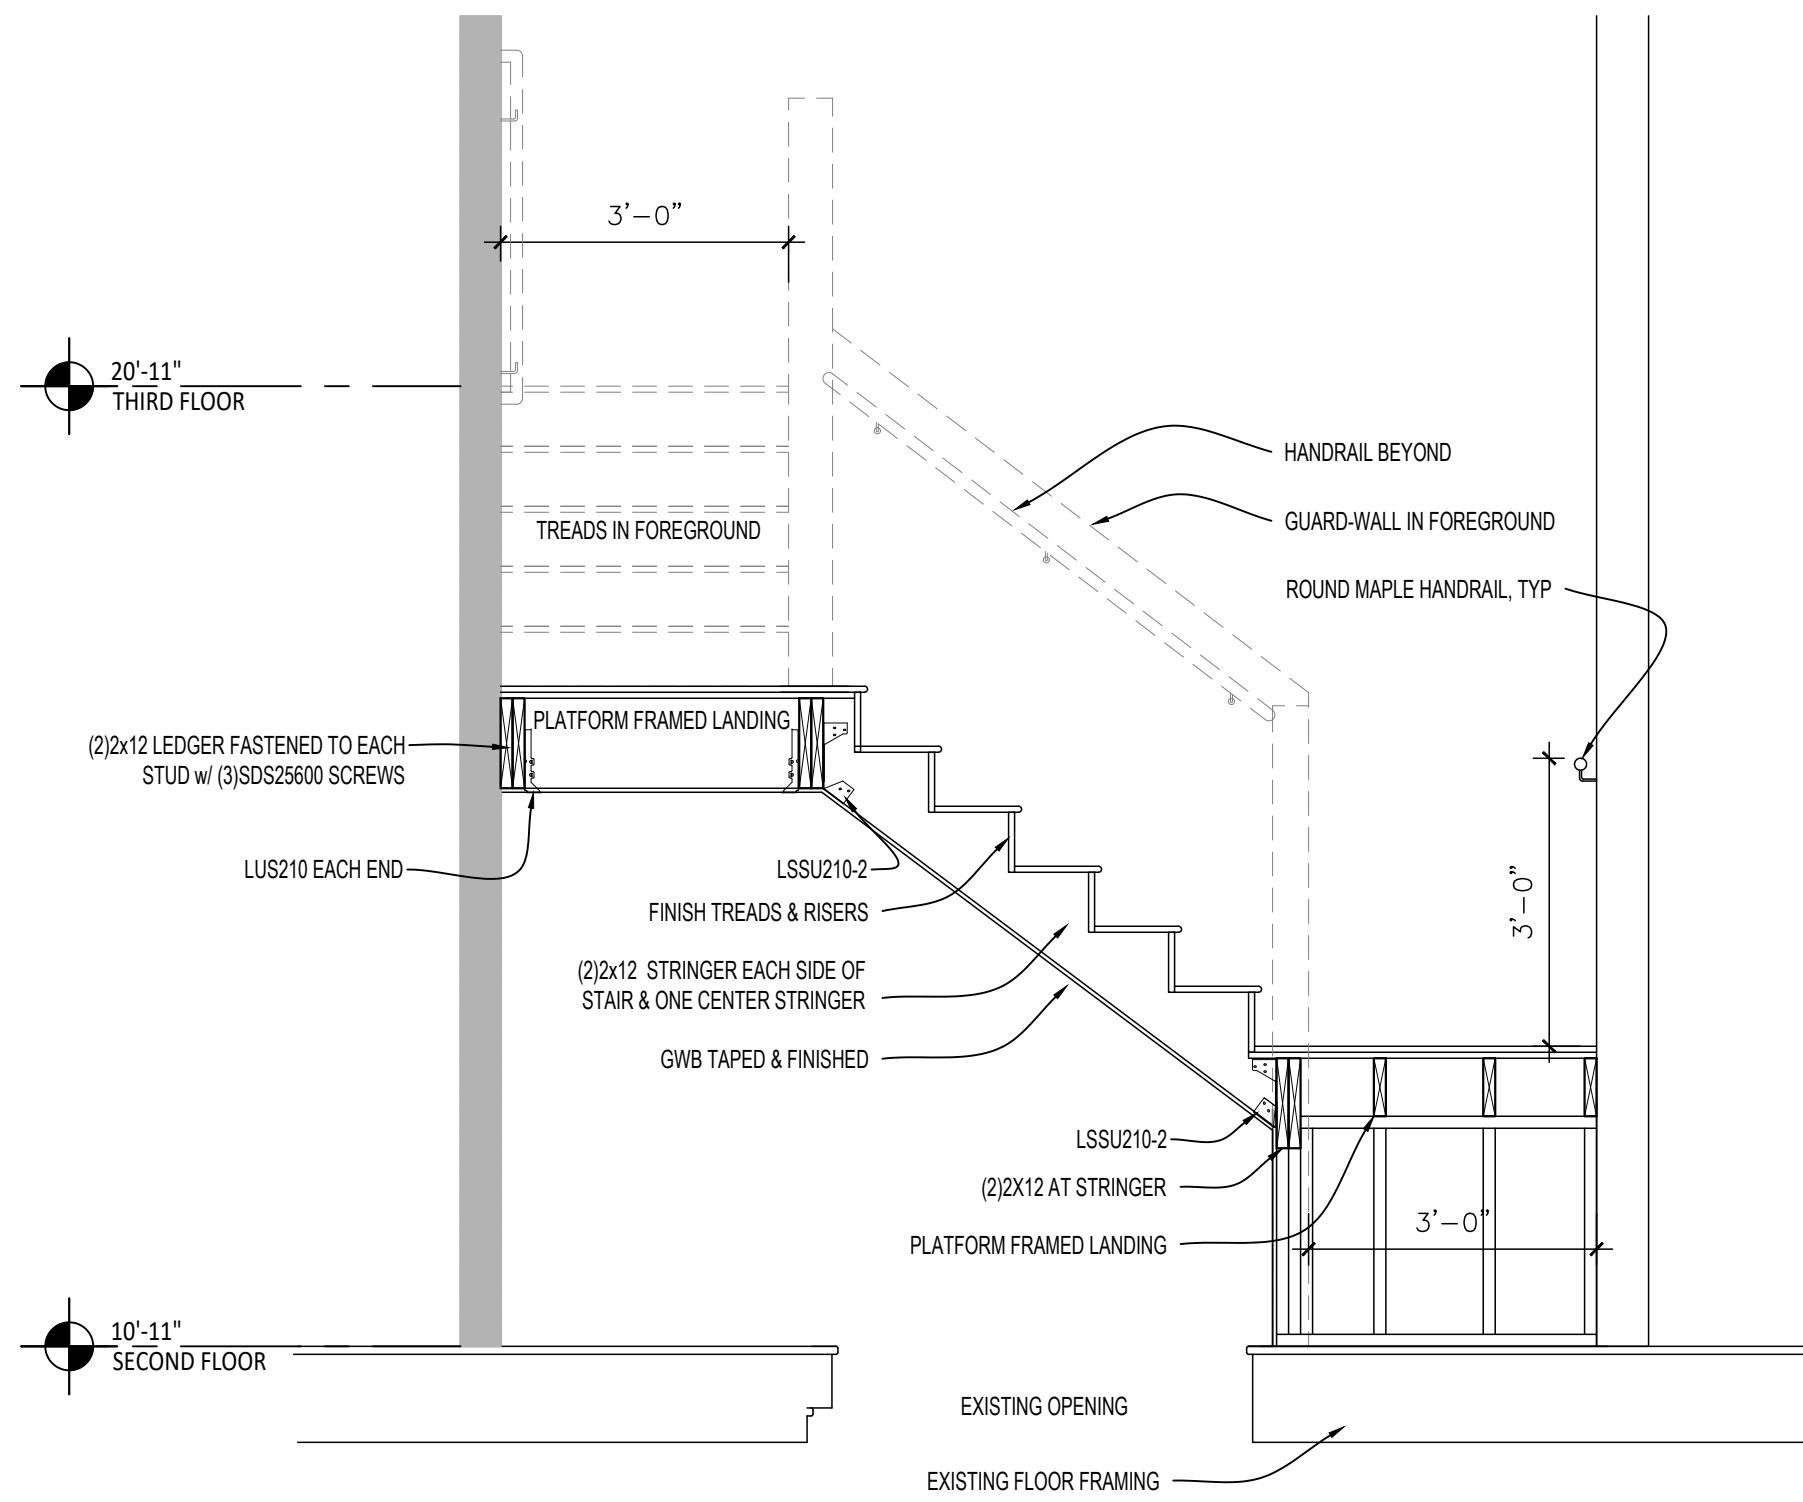 3'-0"
20'-11"
THIRD FLOOR
HANDRAIL BEYOND
GUARD-WALL IN FOREGROUND
TREADS IN FOREGROUND
ROUND MAPLE HANDRAIL, TYP
PLATFORM FRAMED LANDING
(2)2x12 LEDGER FASTENED TO EACH
STUD w/ (3)SDS25600 SCREWS
LUS210 EACH END
LSSU210-2
FINISH TREADS & RISERS
3'-0"
(2)2x12 STRINGER EACH SIDE OF
STAIR & ONE CENTER STRINGER
GWB TAPED & FINISHED
LSSU210-2
(2)2X12 AT STRINGER
3'-0"
PLATFORM FRAMED LANDING
10'-11"
SECOND FLOOR
EXISTING OPENING
EXISTING FLOOR FRAMING